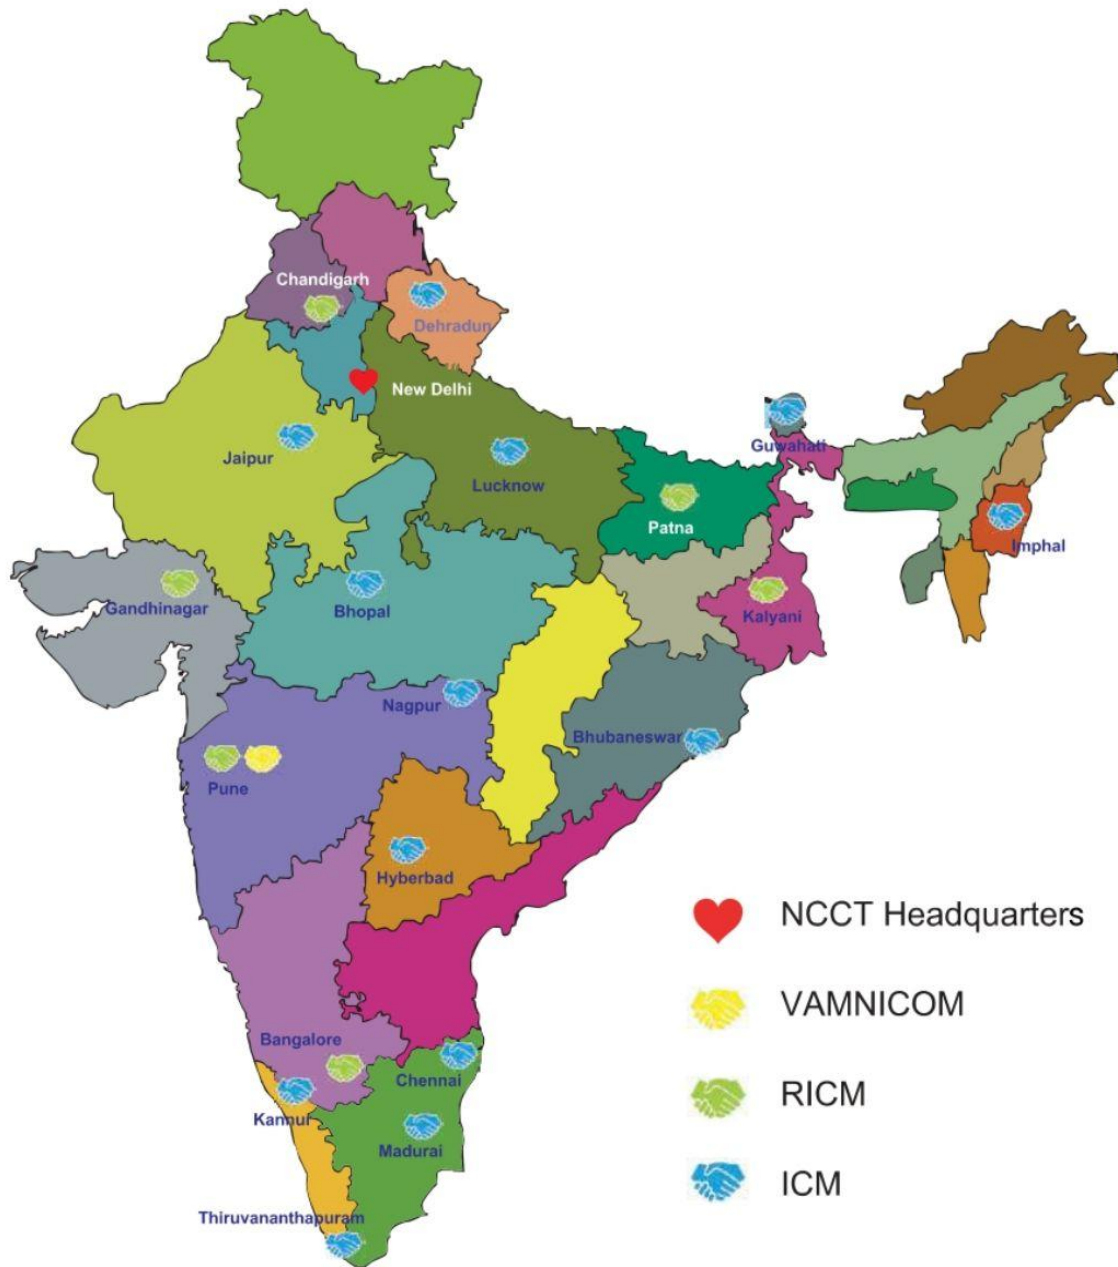 Chandigarh
Dehradun
New Delhi
Guwahati
Jaipur
Lucknow
Patna
Imphal
Gandhinagar
Bhopal
Kalyani
Nagpur
Bhubaneswar
Pune
Hyberbad
NCCT Headquarters
VAMNICOM
Bangalore
Chennai
RICM
Kannui
Madurai
ICM
Thiruvananthapuram